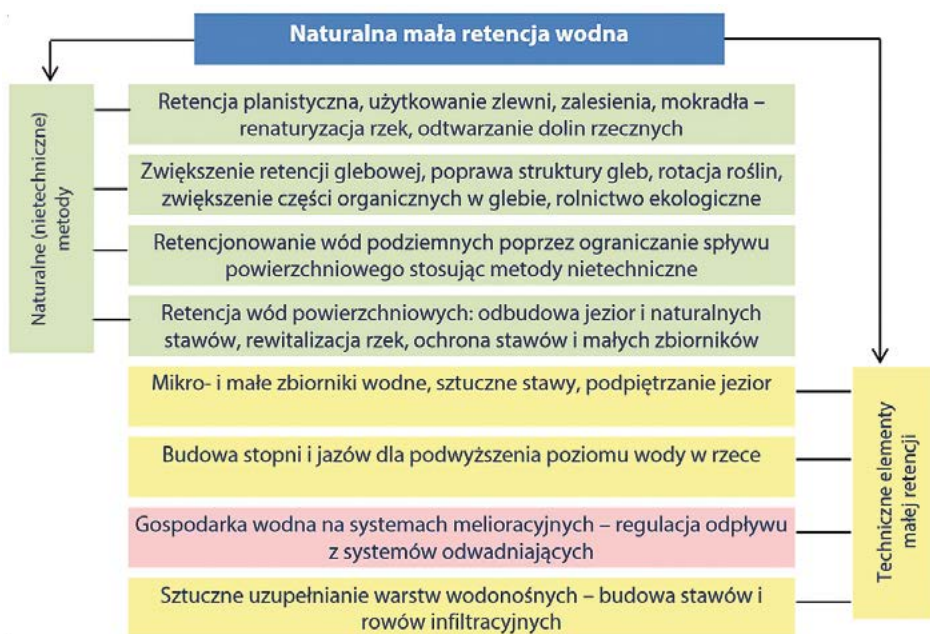 Naturalna mała retencja wodna
Naturalne (nietechniczne)
metody
Retencja planistyczna, użytkowanie zlewni, zalesienia, mokradła –
renaturyzacja rzek, odtwarzanie dolin rzecznych
Zwiększenie retencji glebowej, poprawa struktury gleb, rotacja roślin,
zwiększenie części organicznych w glebie, rolnictwo ekologiczne
Retencjonowanie wód podziemnych poprzez ograniczanie spływu
powierzchniowego stosując metody nietechniczne
Retencja wód powierzchniowych: odbudowa jezior i naturalnych
stawów, rewitalizacja rzek, ochrona stawów i małych zbiorników
Mikro- i małe zbiorniki wodne, sztuczne stawy, podpiętrzanie jezior
Budowa stopni i jazów dla podwyższenia poziomu wody w rzece
Gospodarka wodna na systemach melioracyjnych – regulacja odpływu
z systemów odwadniających
Sztuczne uzupełnianie warstw wodonośnych – budowa stawów i
rowów infiltracyjnych
Techniczne elementy
małej retencji